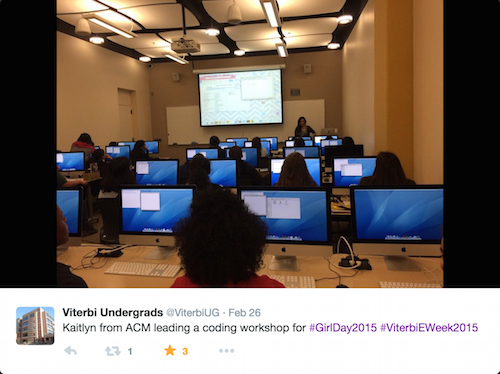 Viterbi Undergrads @ViterbiUG · Feb 26
Kaitlyn from ACM leading a coding workshop for #GirlDay2015 #ViterbiEWeek2015
1 3